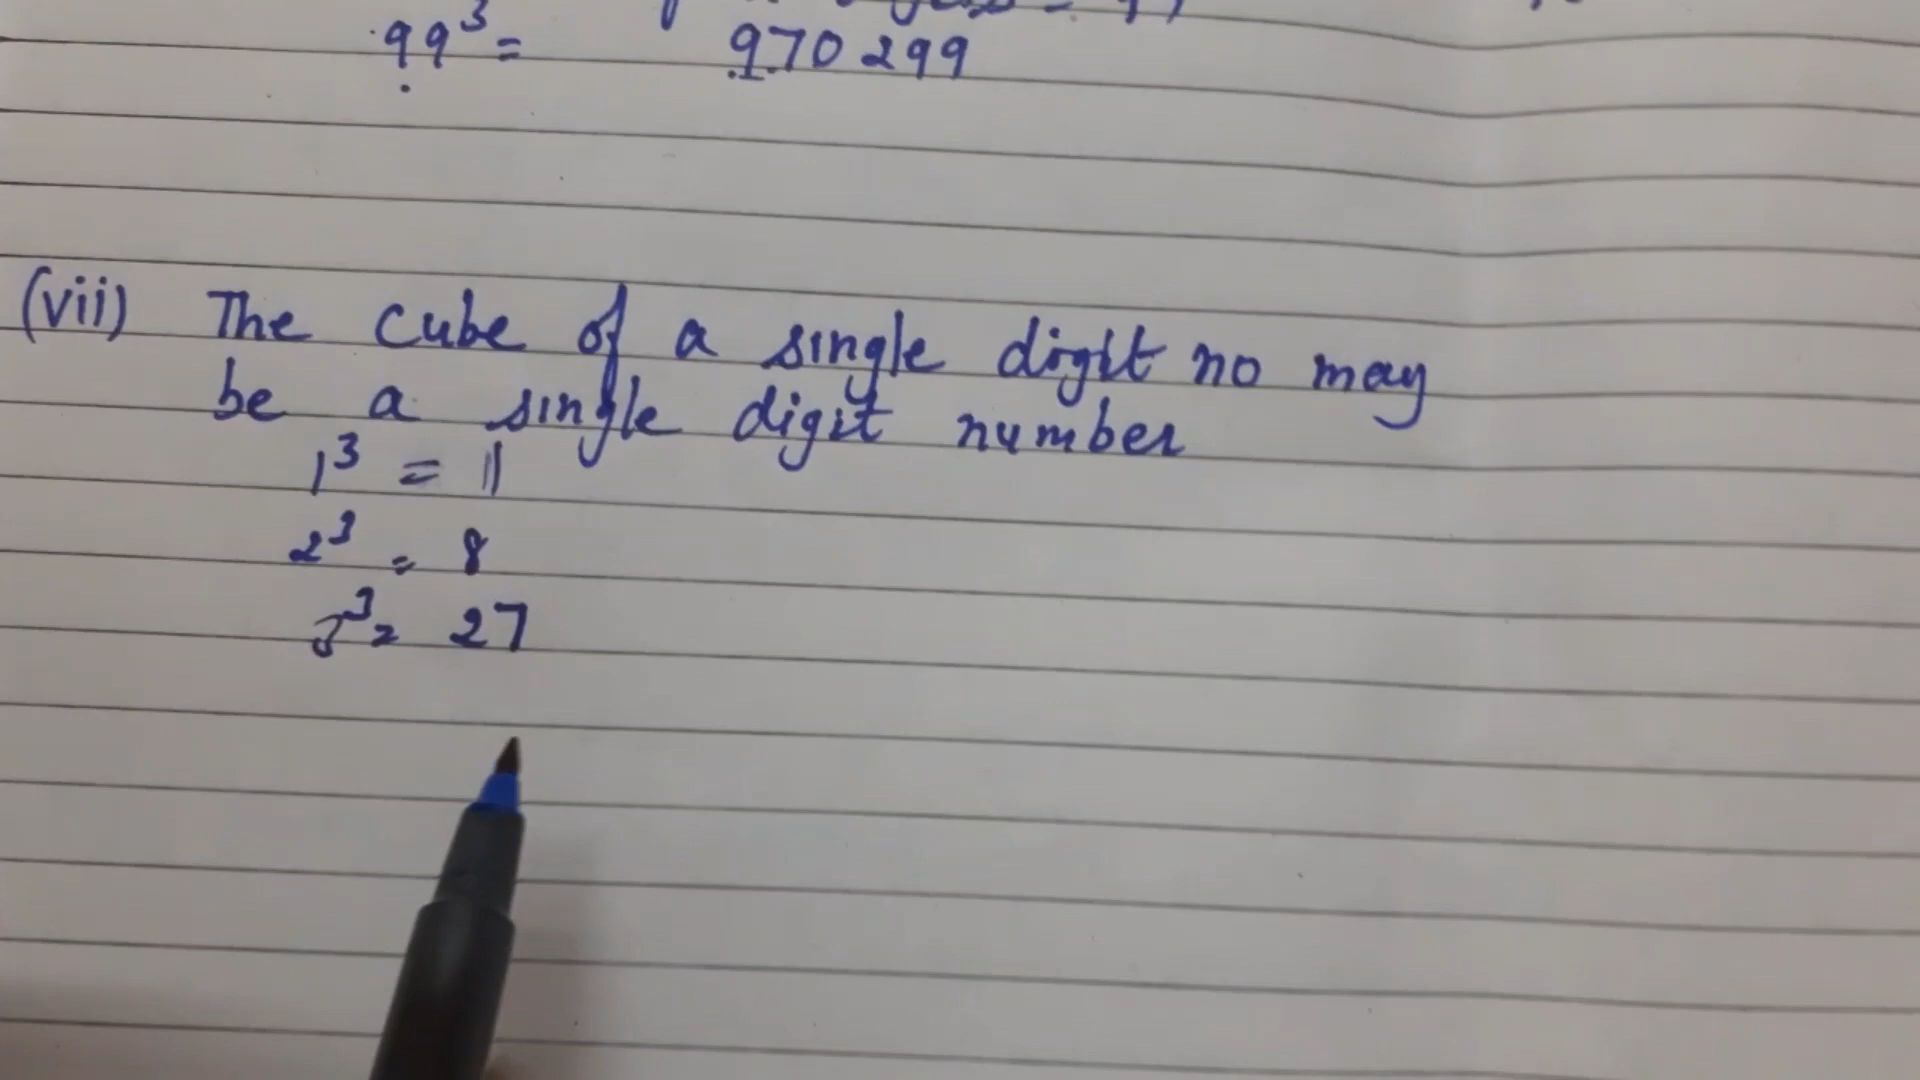 99³ = 970299
(vii) The cube of a single digit no may
be a single digit number
1³ = 1
2³ = 8
3³ = 27